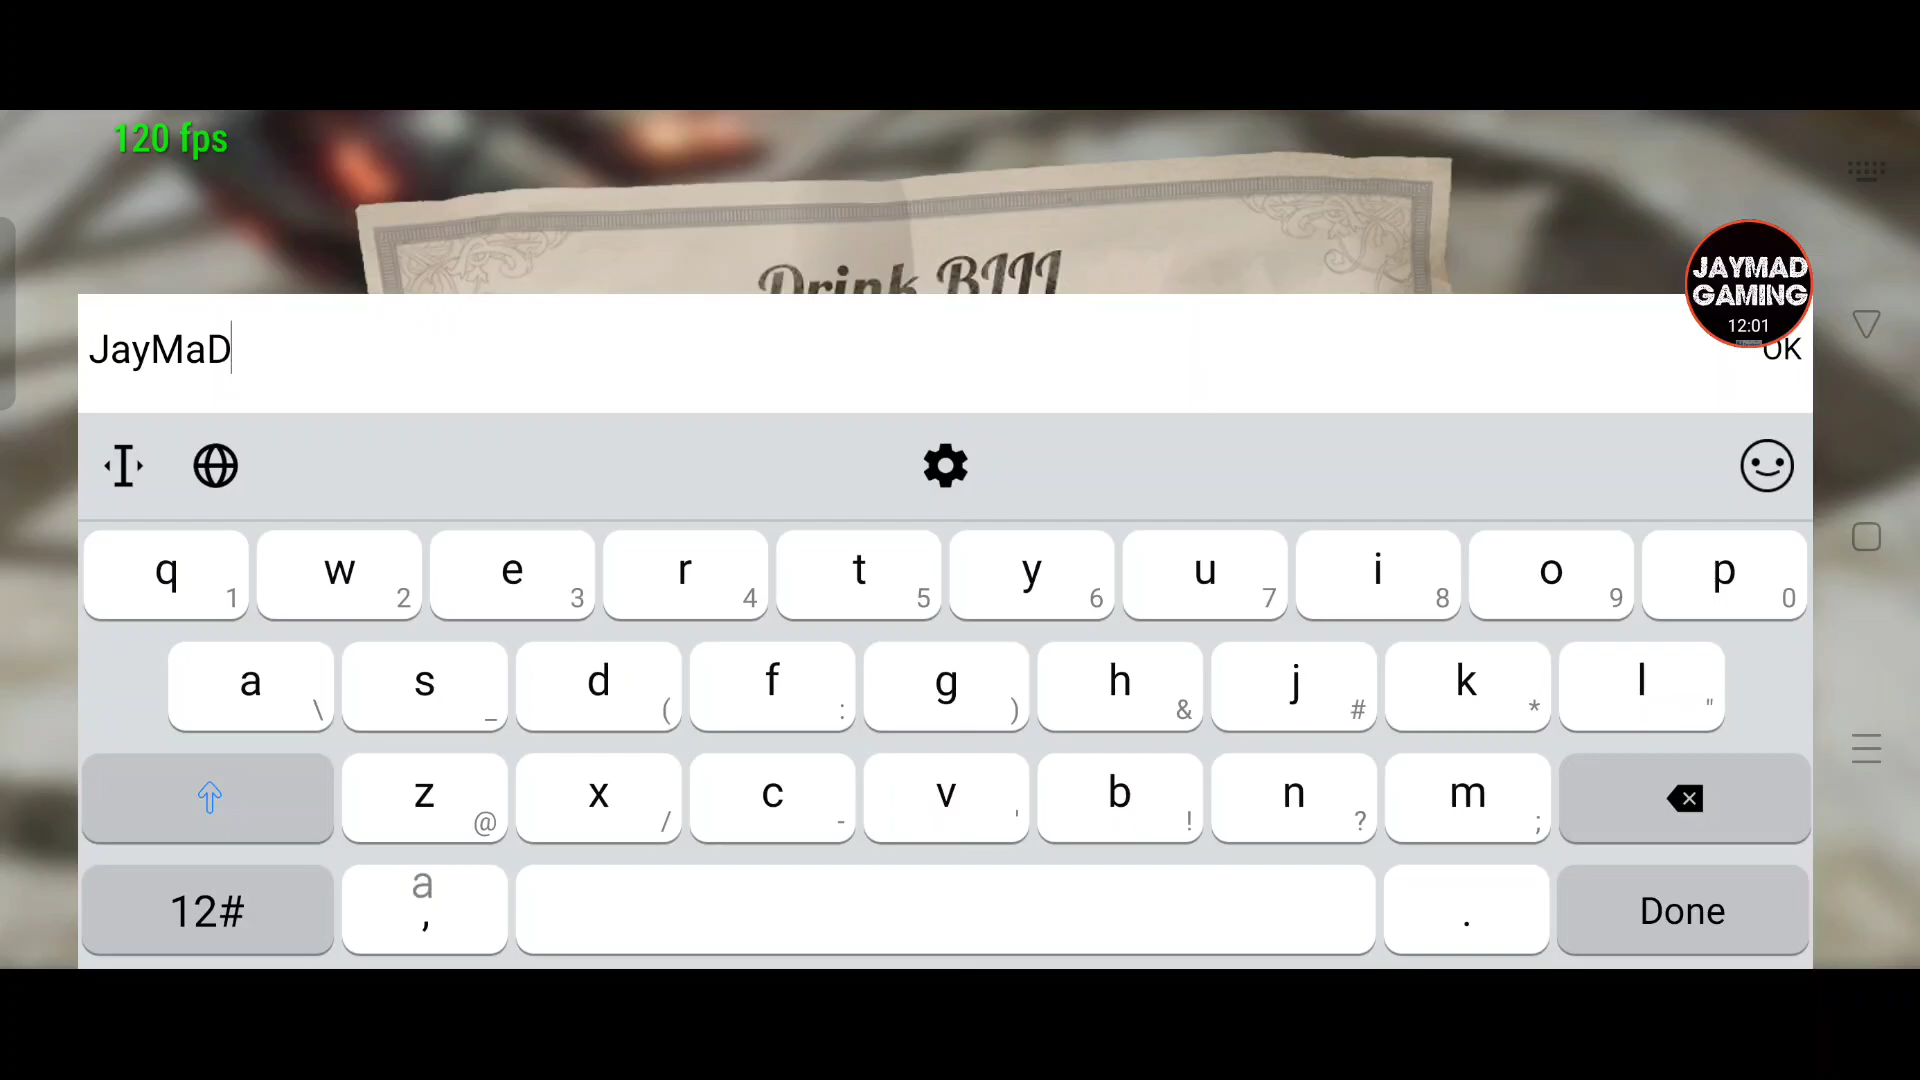 120 fps
Drink Bill
JAYMAD
GAMING
12:01
JayMaD
OK
q 1 w 2 e 3 r 4 t 5 y 6 u 7 i 8 o 9 p 0
a \ s _ d ( f : g ) h & j # k * l "
z @ x / c - v ' b ! n ? m ;
12# a , . Done